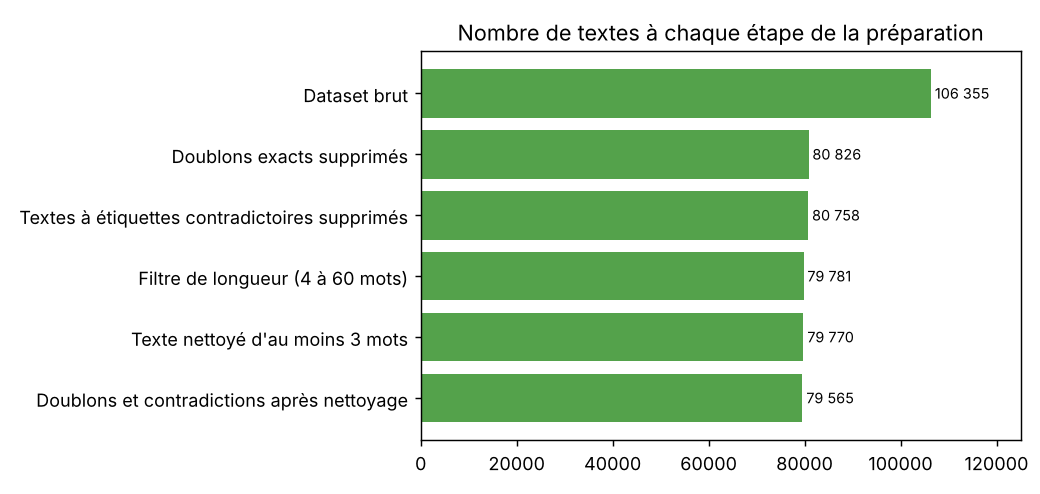 Nombre de textes à chaque étape de la préparation
Dataset brut
106 355
Doublons exacts supprimés
80 826
Textes à étiquettes contradictoires supprimés
80 758
Filtre de longueur (4 à 60 mots)
79 781
Texte nettoyé d'au moins 3 mots
79 770
Doublons et contradictions après nettoyage
79 565
0 20000 40000 60000 80000 100000 120000